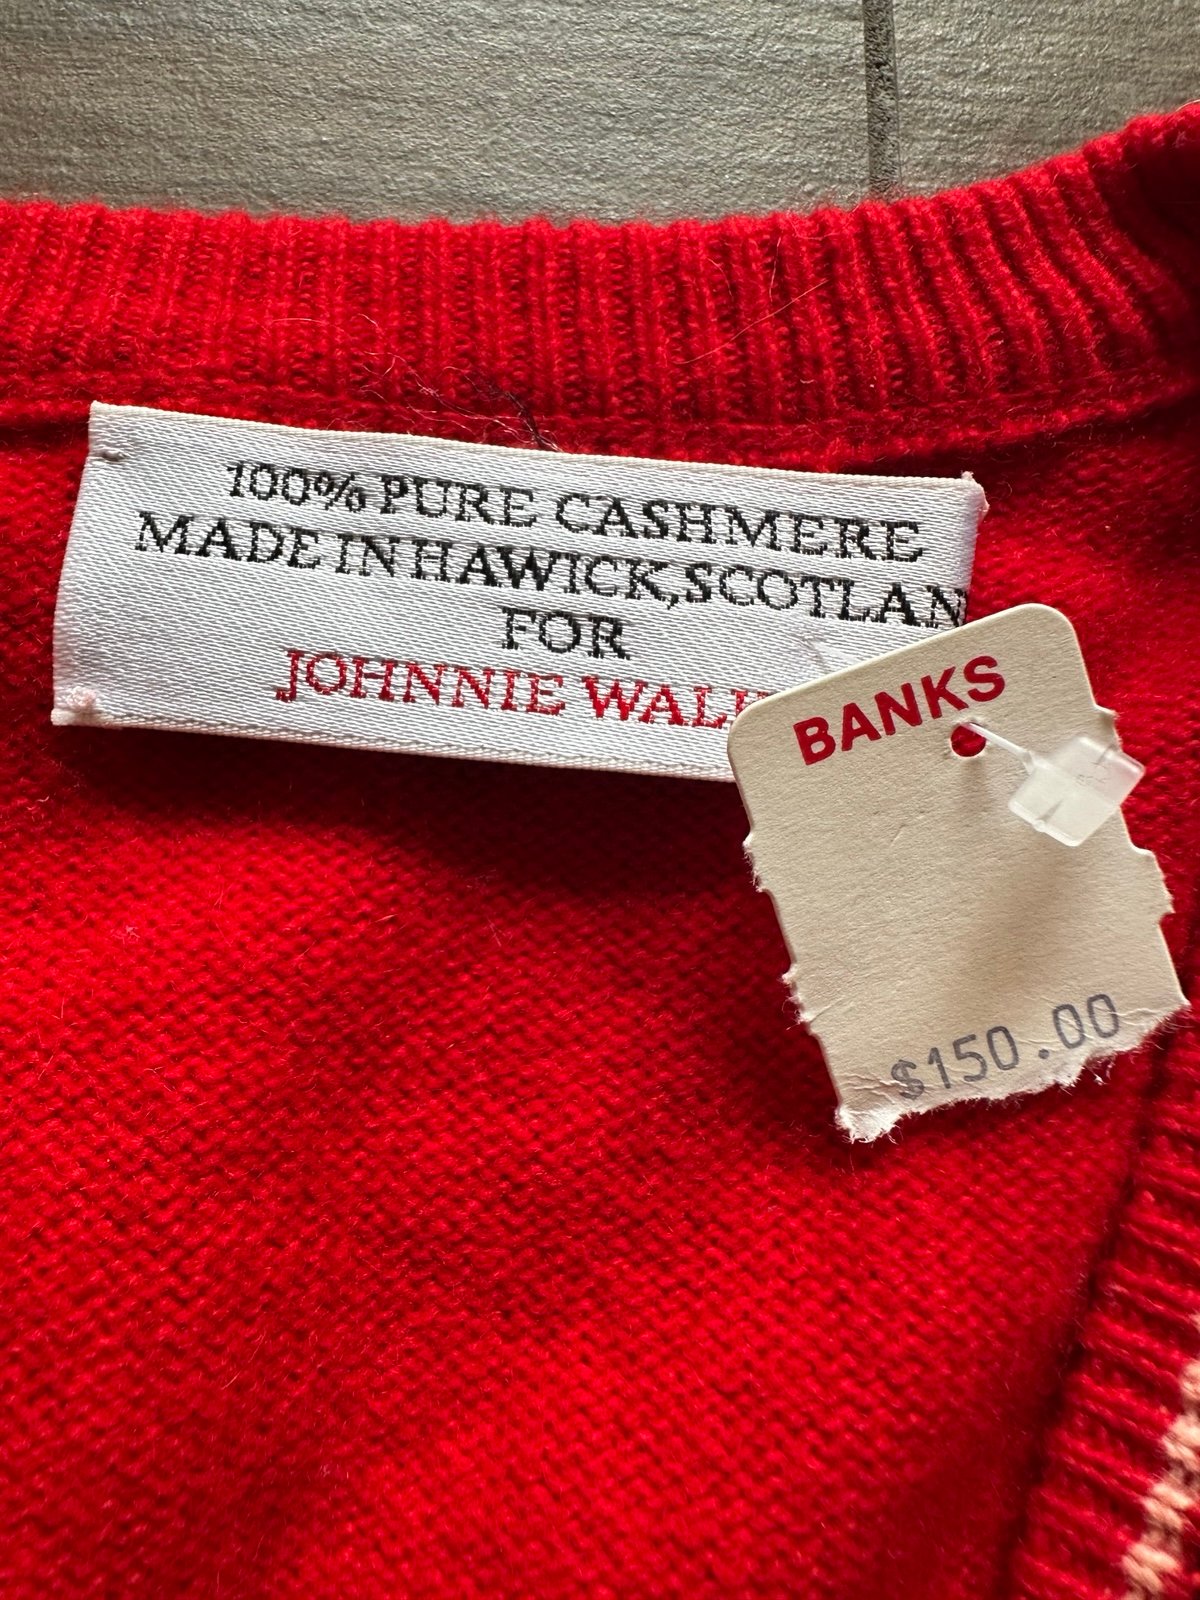 100% PURE CASHMERE
MADE IN HAWICK, SCOTLAN
FOR
JOHNNIE WAL
BANKS
$150.00